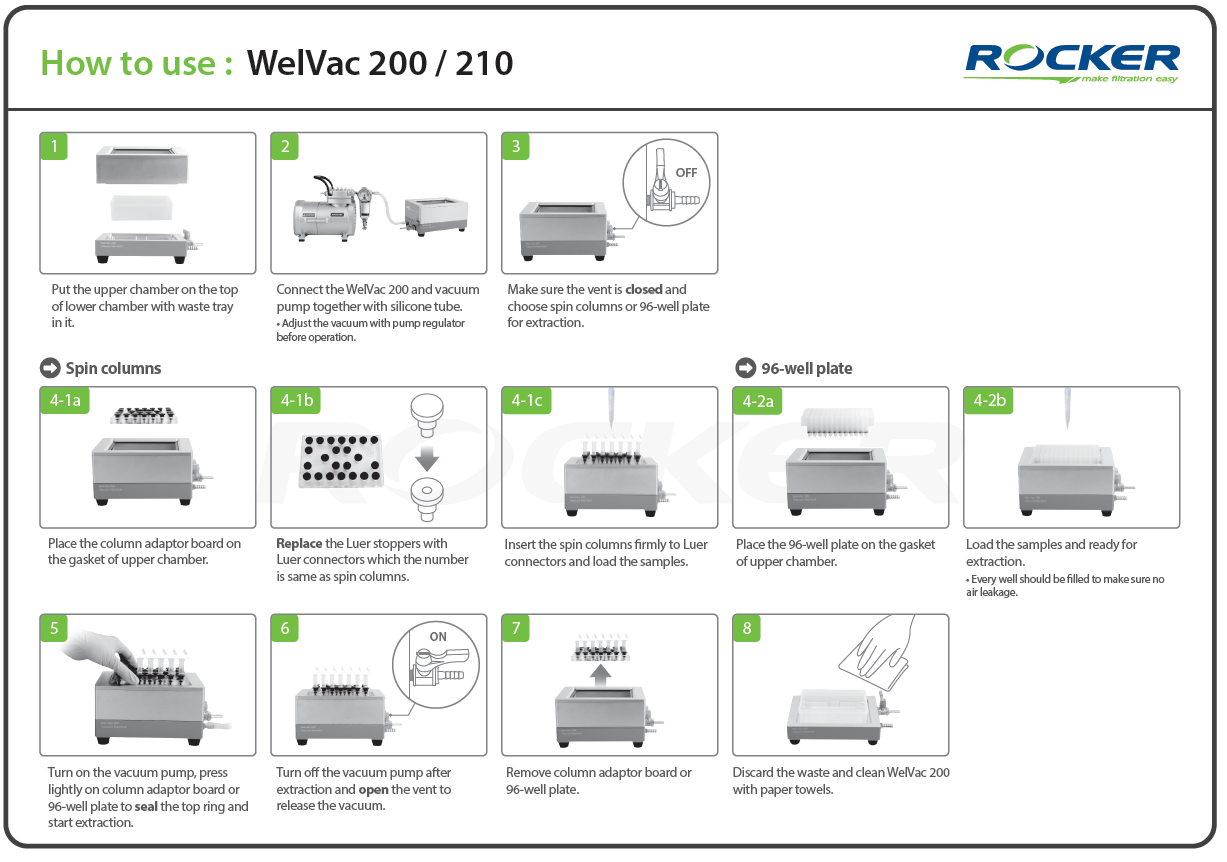 How to use : WelVac 200 / 210
ROCKER
make filtration easy
1
Put the upper chamber on the top
of lower chamber with waste tray
in it.
2
Connect the WelVac 200 and vacuum
pump together with silicone tube.
• Adjust the vacuum with pump regulator
before operation.
3
OFF
Make sure the vent is closed and
choose spin columns or 96-well plate
for extraction.
Spin columns
4-1a
Place the column adaptor board on
the gasket of upper chamber.
4-1b
Replace the Luer stoppers with
Luer connectors which the number
is same as spin columns.
4-1c
Insert the spin columns firmly to Luer
connectors and load the samples.
96-well plate
4-2a
Place the 96-well plate on the gasket
of upper chamber.
4-2b
Load the samples and ready for
extraction.
• Every well should be filled to make sure no
air leakage.
ROCKER
5
Turn on the vacuum pump, press
lightly on column adaptor board or
96-well plate to seal the top ring and
start extraction.
6
ON
Turn off the vacuum pump after
extraction and open the vent to
release the vacuum.
7
Remove column adaptor board or
96-well plate.
8
Discard the waste and clean WelVac 200
with paper towels.